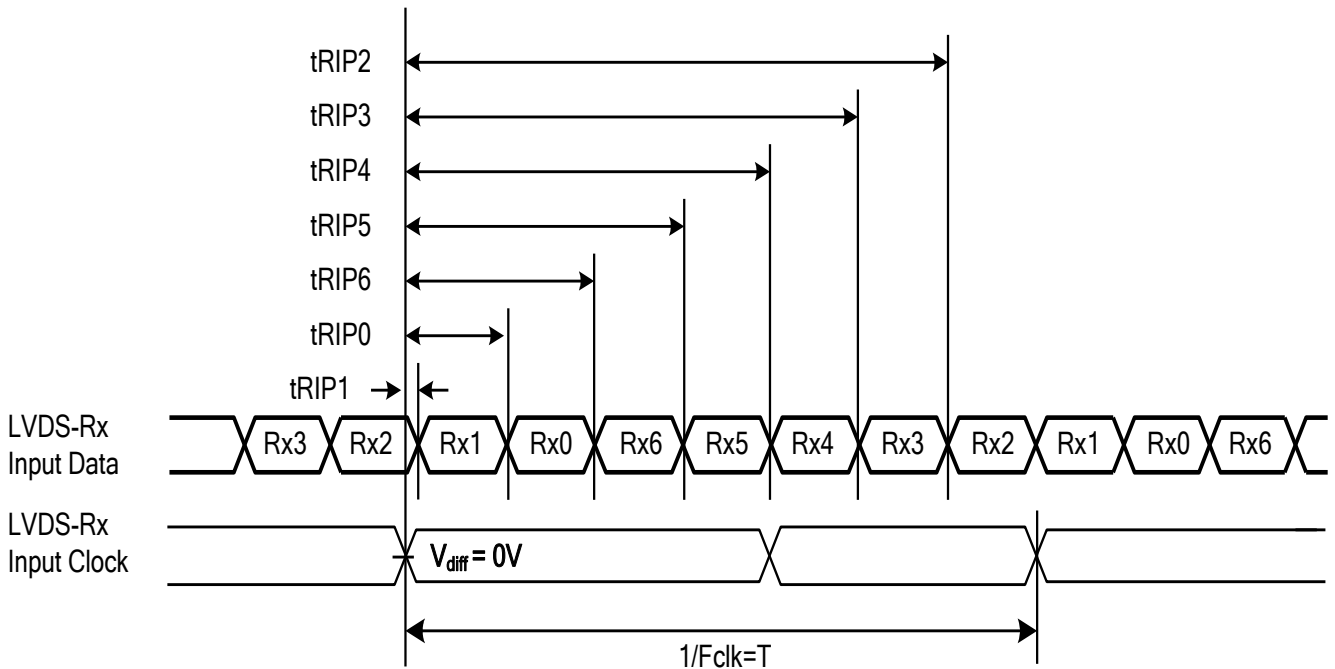 tRIP2
tRIP3
tRIP4
tRIP5
tRIP6
tRIP0
tRIP1
LVDS-Rx
Input Data
Rx3 Rx2 Rx1 Rx0 Rx6 Rx5 Rx4 Rx3 Rx2 Rx1 Rx0 Rx6
LVDS-Rx
Input Clock
Vdiff = 0V
1/Fclk=T